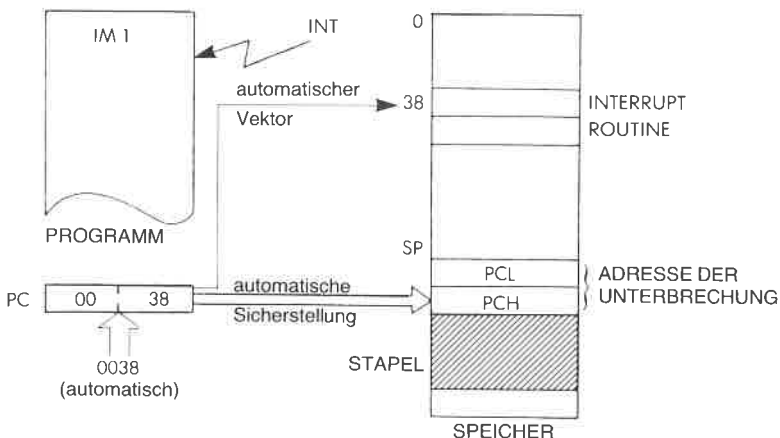 IM 1
INT
0
automatischer
Vektor
38
INTERRUPT
ROUTINE
PROGRAMM
SP
PC
00
38
automatische
Sicherstellung
PCL
PCH
ADRESSE DER
UNTERBRECHUNG
0038
(automatisch)
STAPEL
SPEICHER